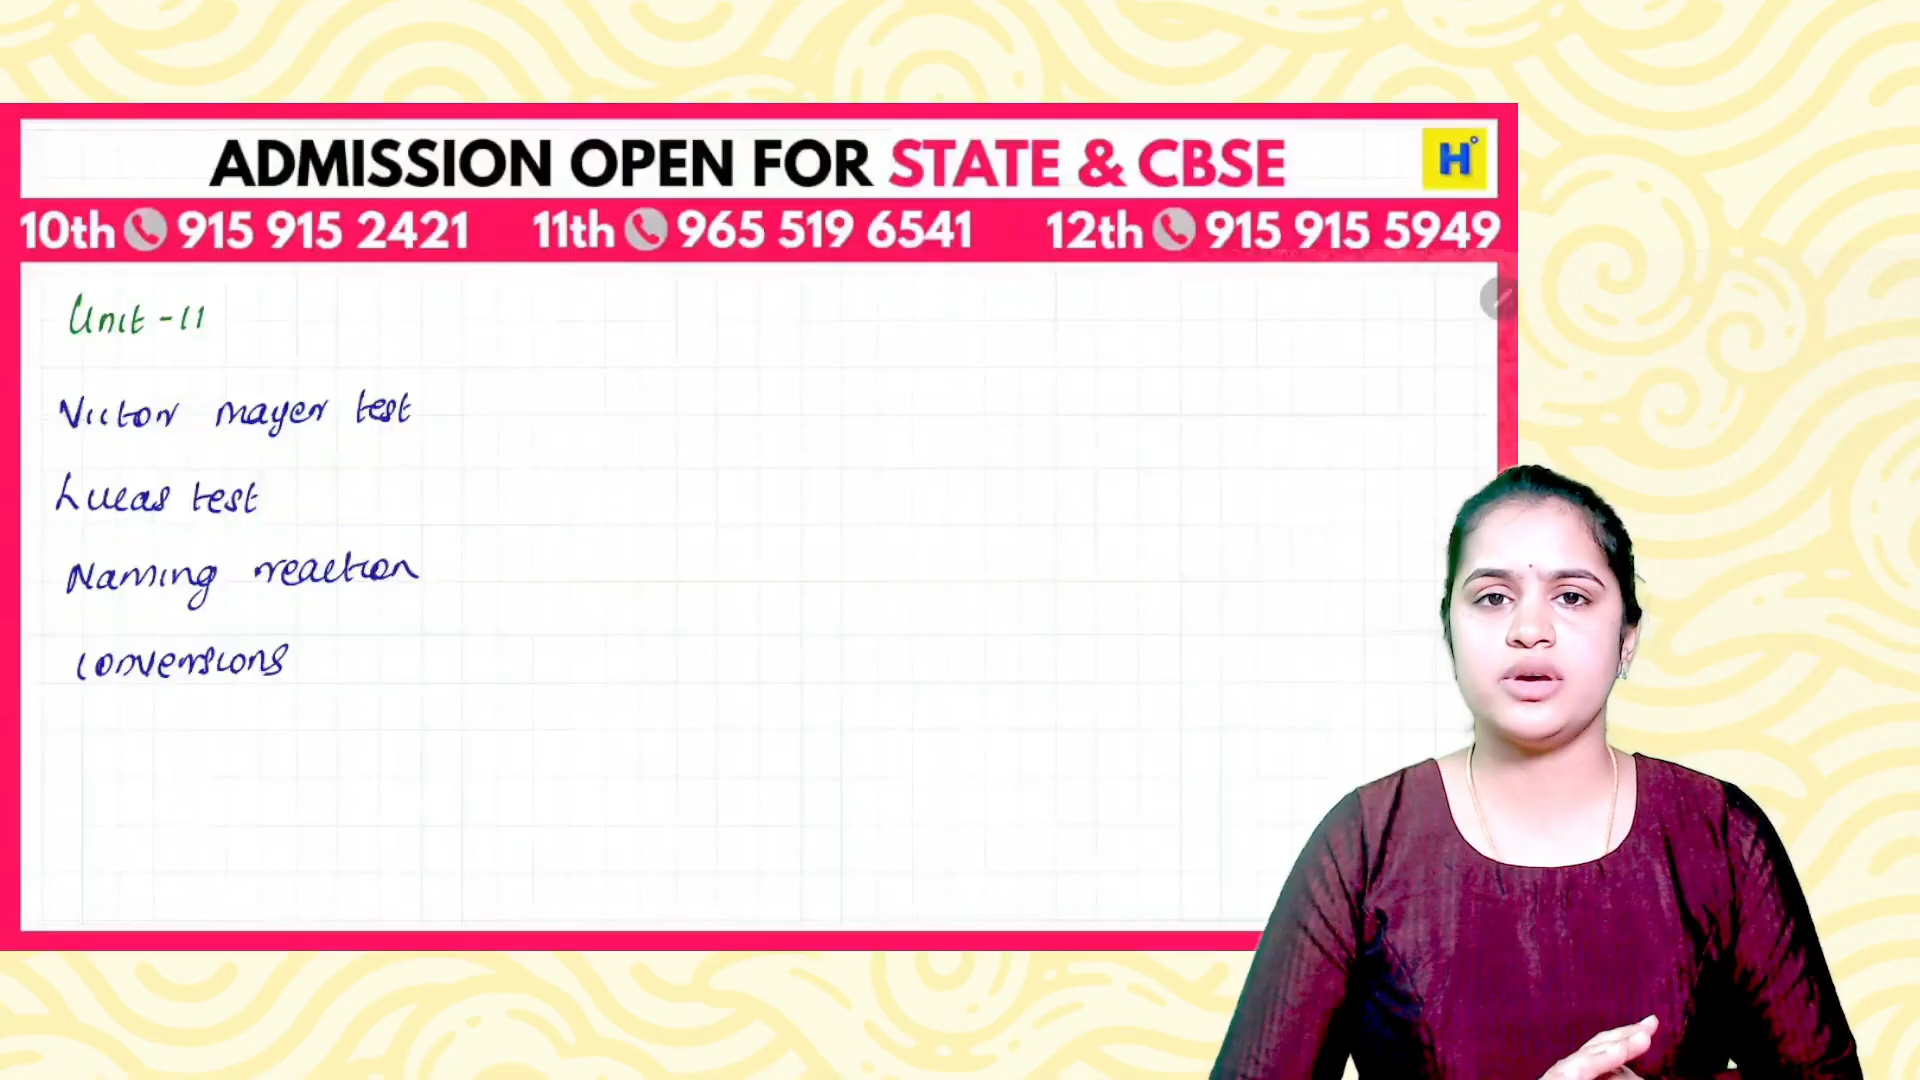 ADMISSION OPEN FOR STATE & CBSE
H
10th 915 915 2421 11th 965 519 6541 12th 915 915 5949
Unit - 11
Victor mayer test
Lucas test
Naming reaction
conversions